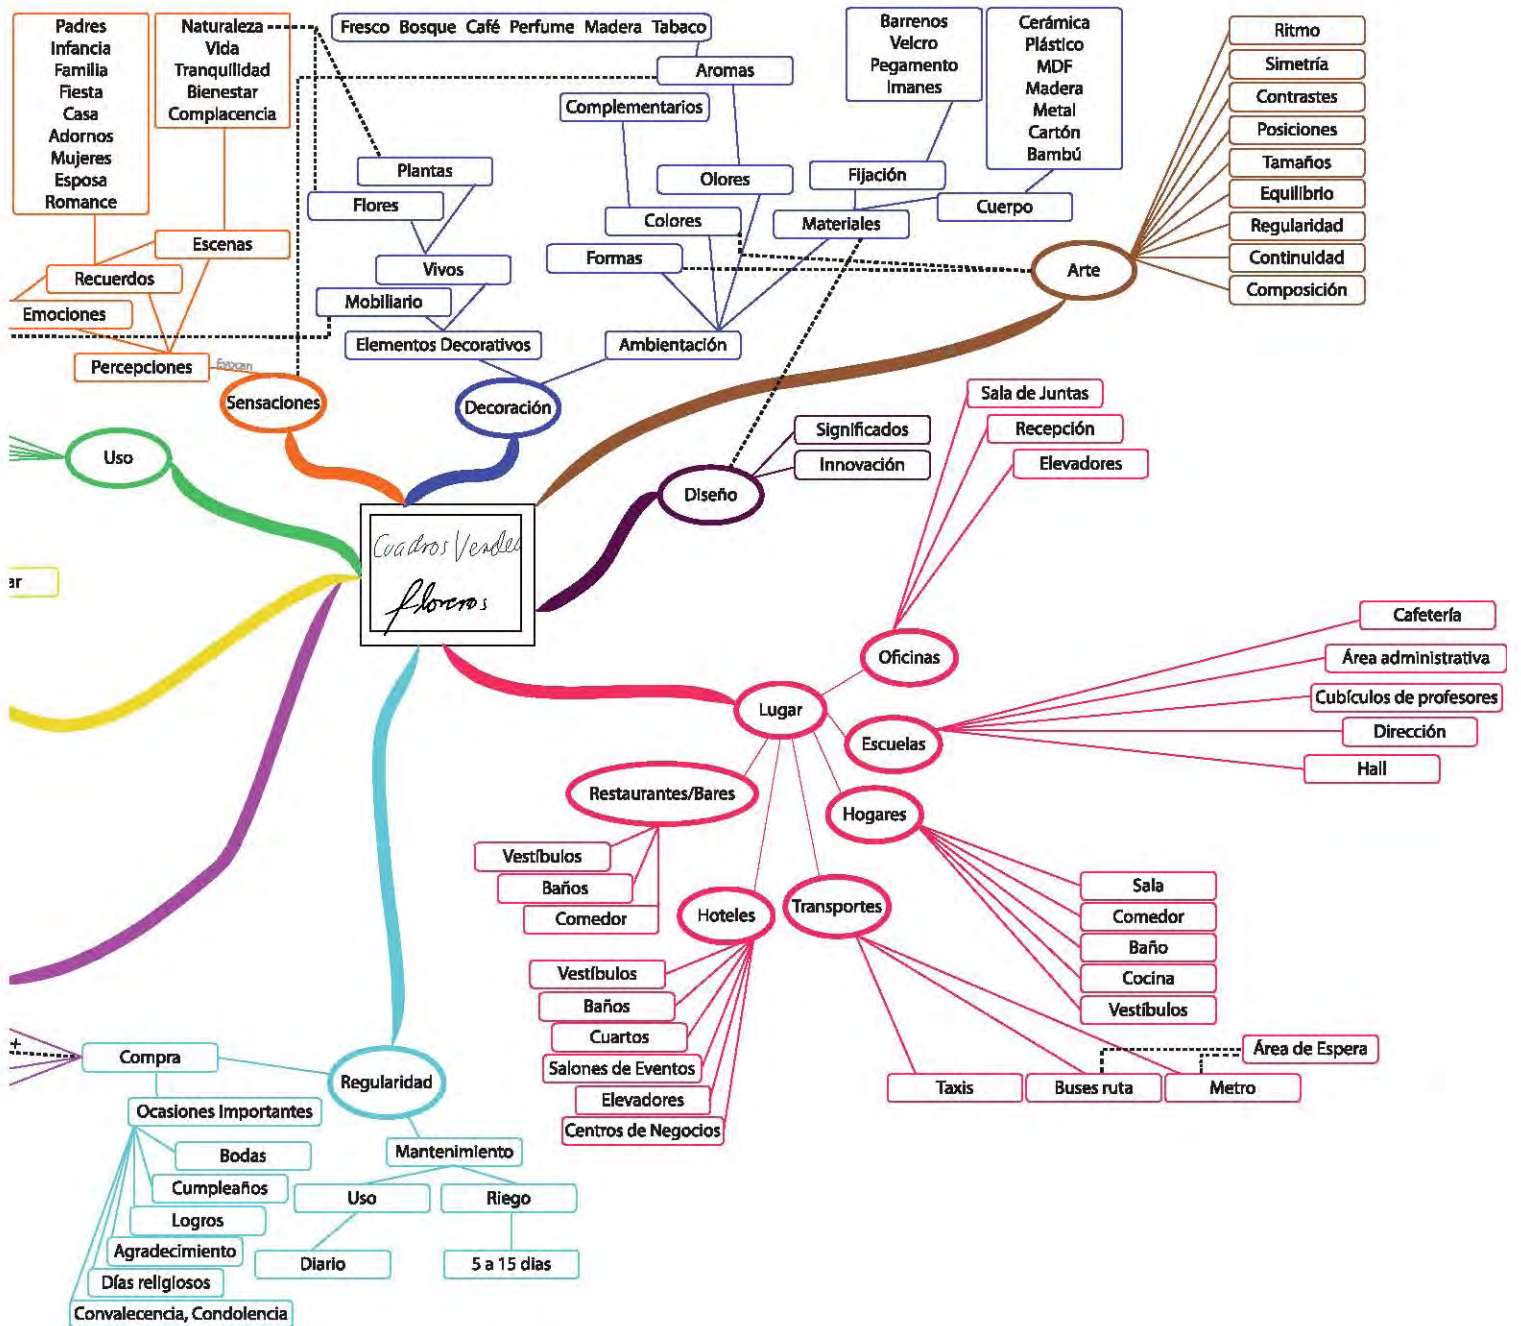 Padres
Infancia
Familia
Fiesta
Casa
Adornos
Mujeres
Esposa
Romance
Naturaleza
Vida
Tranquilidad
Bienestar
Complacencia
Escenas
Recuerdos
Emociones
Percepciones
Evocan
Sensaciones
Fresco Bosque Café Perfume Madera Tabaco
Aromas
Complementarios
Plantas
Flores
Vivos
Mobiliario
Elementos Decorativos
Olores
Colores
Formas
Ambientación
Decoración
Barrenos
Velcro
Pegamento
Imanes
Cerámica
Plástico
MDF
Madera
Metal
Cartón
Bambú
Fijación
Cuerpo
Materiales
Arte
Ritmo
Simetría
Contrastes
Posiciones
Tamaños
Equilibrio
Regularidad
Continuidad
Composición
Uso
Diseño
Significados
Innovación
Cuadros Verdes
floreros
ar
Sala de Juntas
Recepción
Elevadores
Oficinas
Lugar
Escuelas
Cafetería
Área administrativa
Cubículos de profesores
Dirección
Hall
Restaurantes/Bares
Vestíbulos
Baños
Comedor
Hogares
Sala
Comedor
Baño
Cocina
Vestíbulos
Hoteles
Vestíbulos
Baños
Cuartos
Salones de Eventos
Elevadores
Centros de Negocios
Transportes
Taxis
Buses ruta
Metro
Área de Espera
+
Compra
Regularidad
Ocasiones Importantes
Bodas
Cumpleaños
Logros
Agradecimiento
Días religiosos
Convalecencia, Condolencia
Mantenimiento
Uso
Riego
Diario
5 a 15 dias